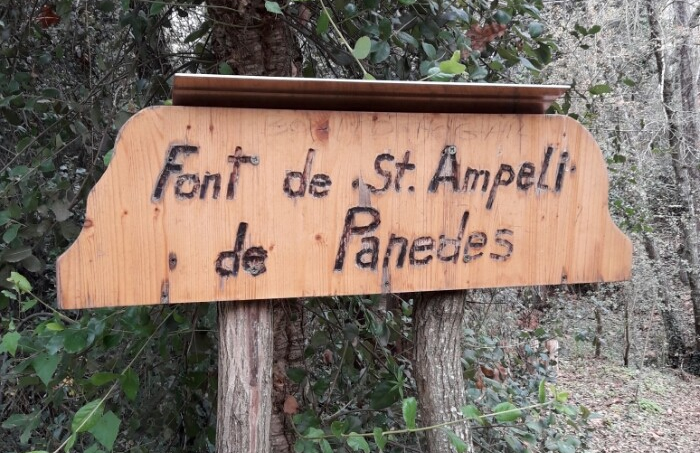 Font de St. Ampeli
de Panedes